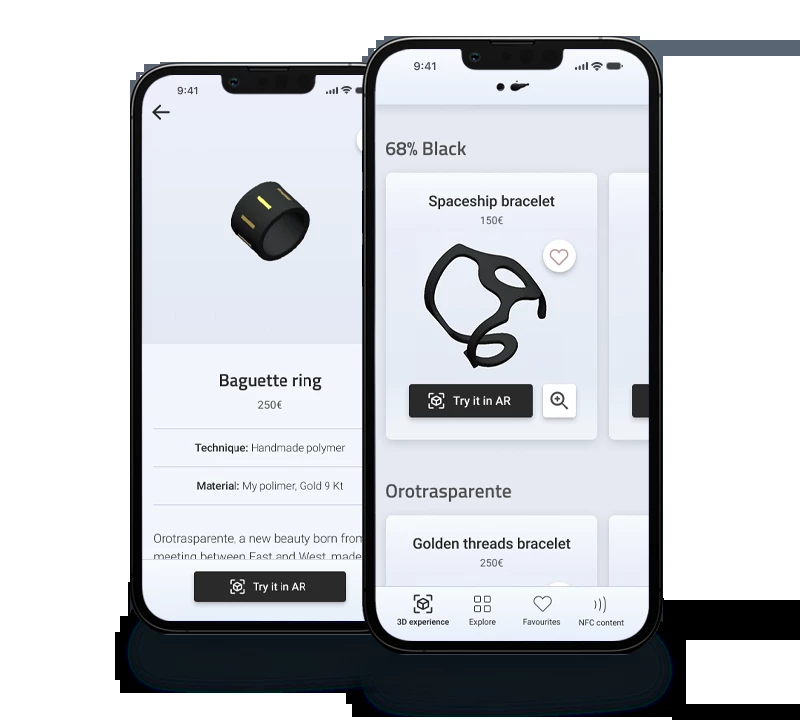 9:41
Baguette ring
250€
Technique: Handmade polymer
Material: My polimer, Gold 9 Kt
Orotrasparente, a new beauty born from
meeting between East and West, made
Try it in AR
9:41
68% Black
Spaceship bracelet
150€
Try it in AR
Orotrasparente
Golden threads bracelet
250€
3D experience
Explore
Favourites
NFC content